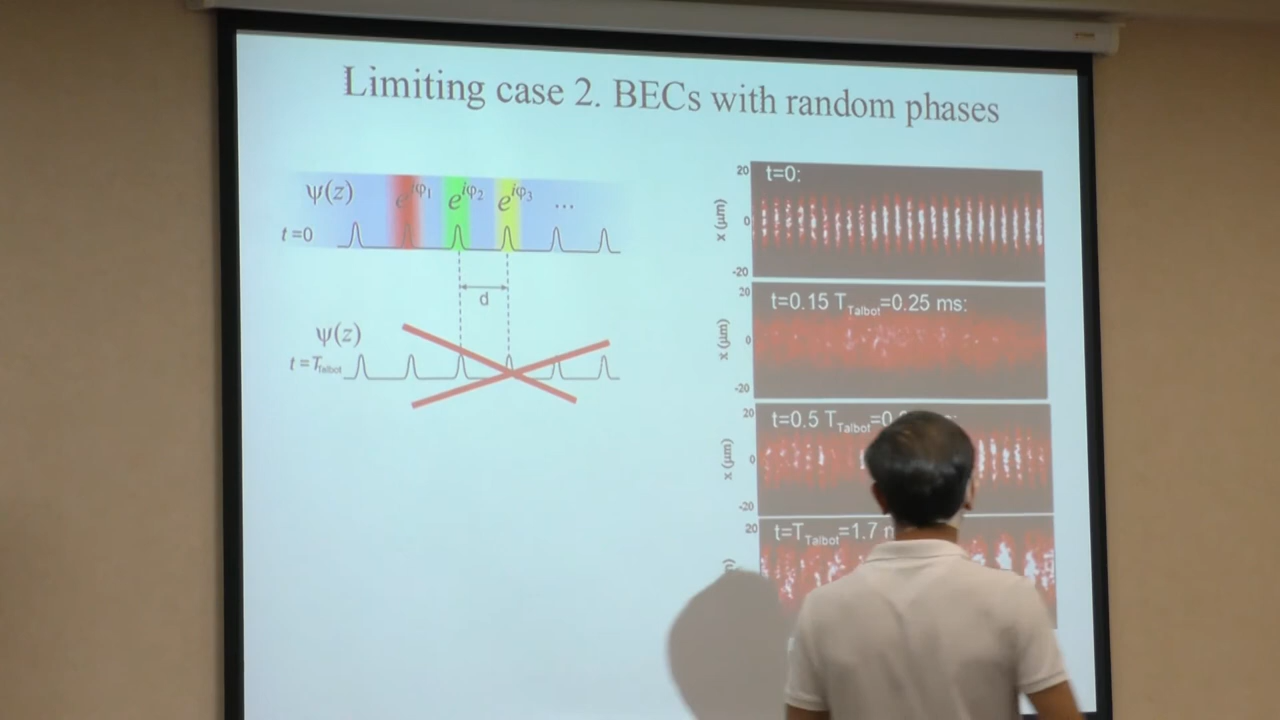 Limiting case 2. BECs with random phases
ψ(z) e^{iφ₁} e^{iφ₂} e^{iφ₃} ...
t=0
d
ψ(z)
t=T_Talbot
20
t=0:
x (μm)
0
-20
20
t=0.15 T_Talbot=0.25 ms:
x (μm)
0
-20
20
t=0.5 T_Talbot=0
x (μm)
0
-20
20
t=T_Talbot=1.7